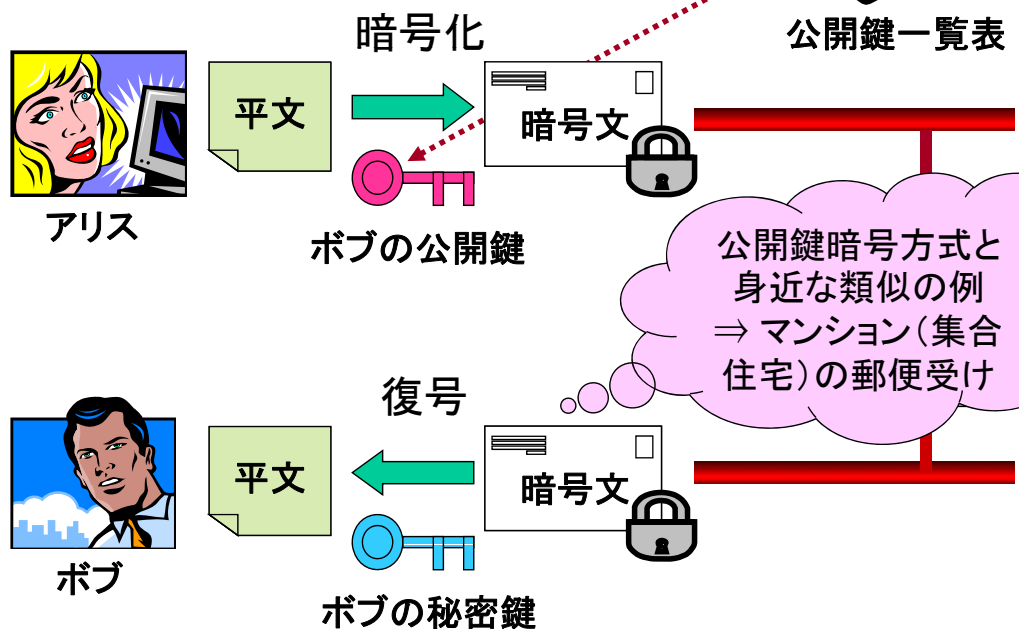 暗号化
公開鍵一覧表
平文
暗号文
アリス
ボブの公開鍵
公開鍵暗号方式と
身近な類似の例
⇒ マンション(集合
住宅)の郵便受け
復号
平文
暗号文
ボブ
ボブの秘密鍵